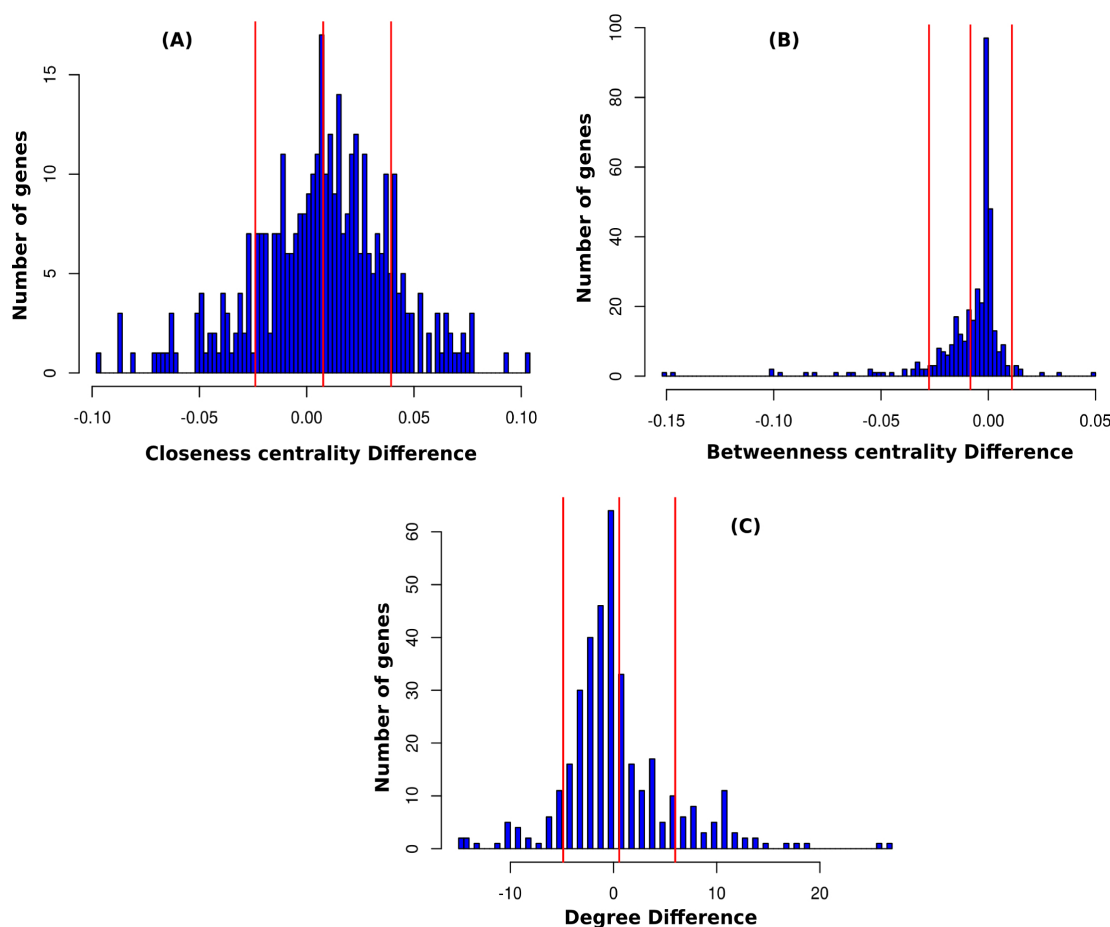 (A)
Number of genes
15
10
5
0
-0.10 -0.05 0.00 0.05 0.10
Closeness centrality Difference
(B)
Number of genes
100
80
60
40
20
0
-0.15 -0.10 -0.05 0.00 0.05
Betweenness centrality Difference
(C)
Number of genes
60
50
40
30
20
10
0
-10 0 10 20
Degree Difference